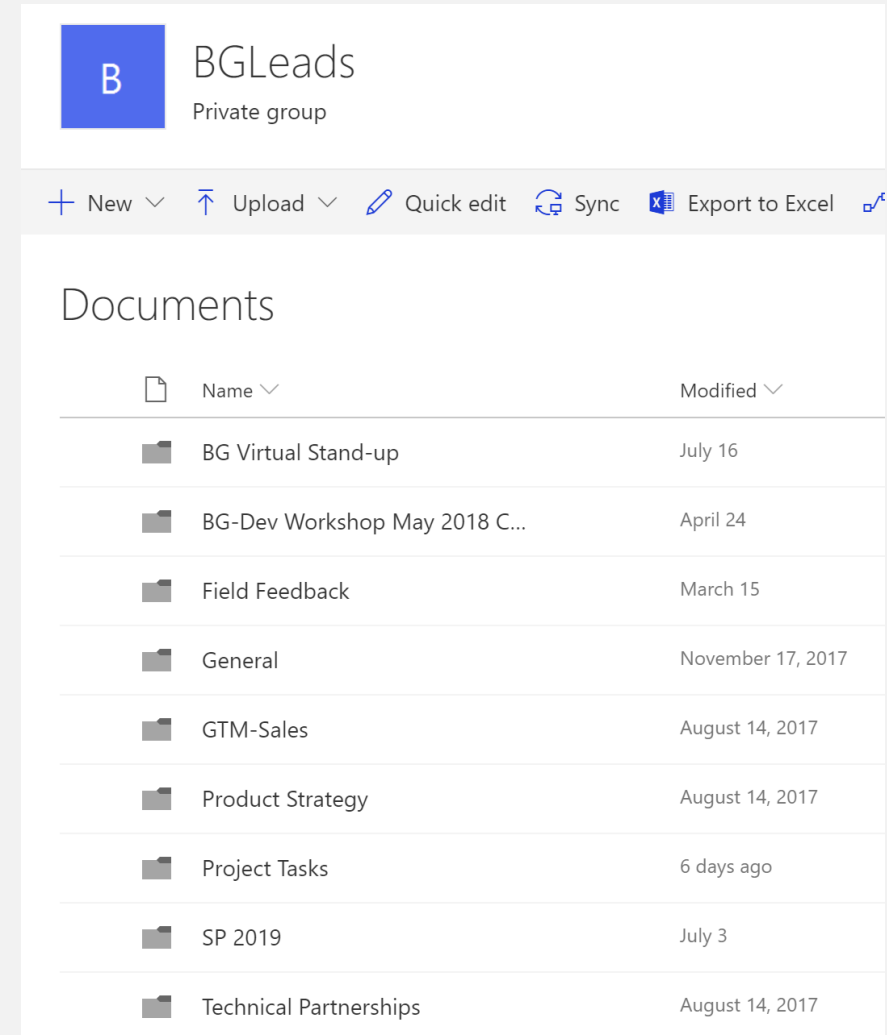 B
BGLeads
Private group
New Upload Quick edit Sync Export to Excel
Documents
Name Modified
BG Virtual Stand-up July 16
BG-Dev Workshop May 2018 C... April 24
Field Feedback March 15
General November 17, 2017
GTM-Sales August 14, 2017
Product Strategy August 14, 2017
Project Tasks 6 days ago
SP 2019 July 3
Technical Partnerships August 14, 2017